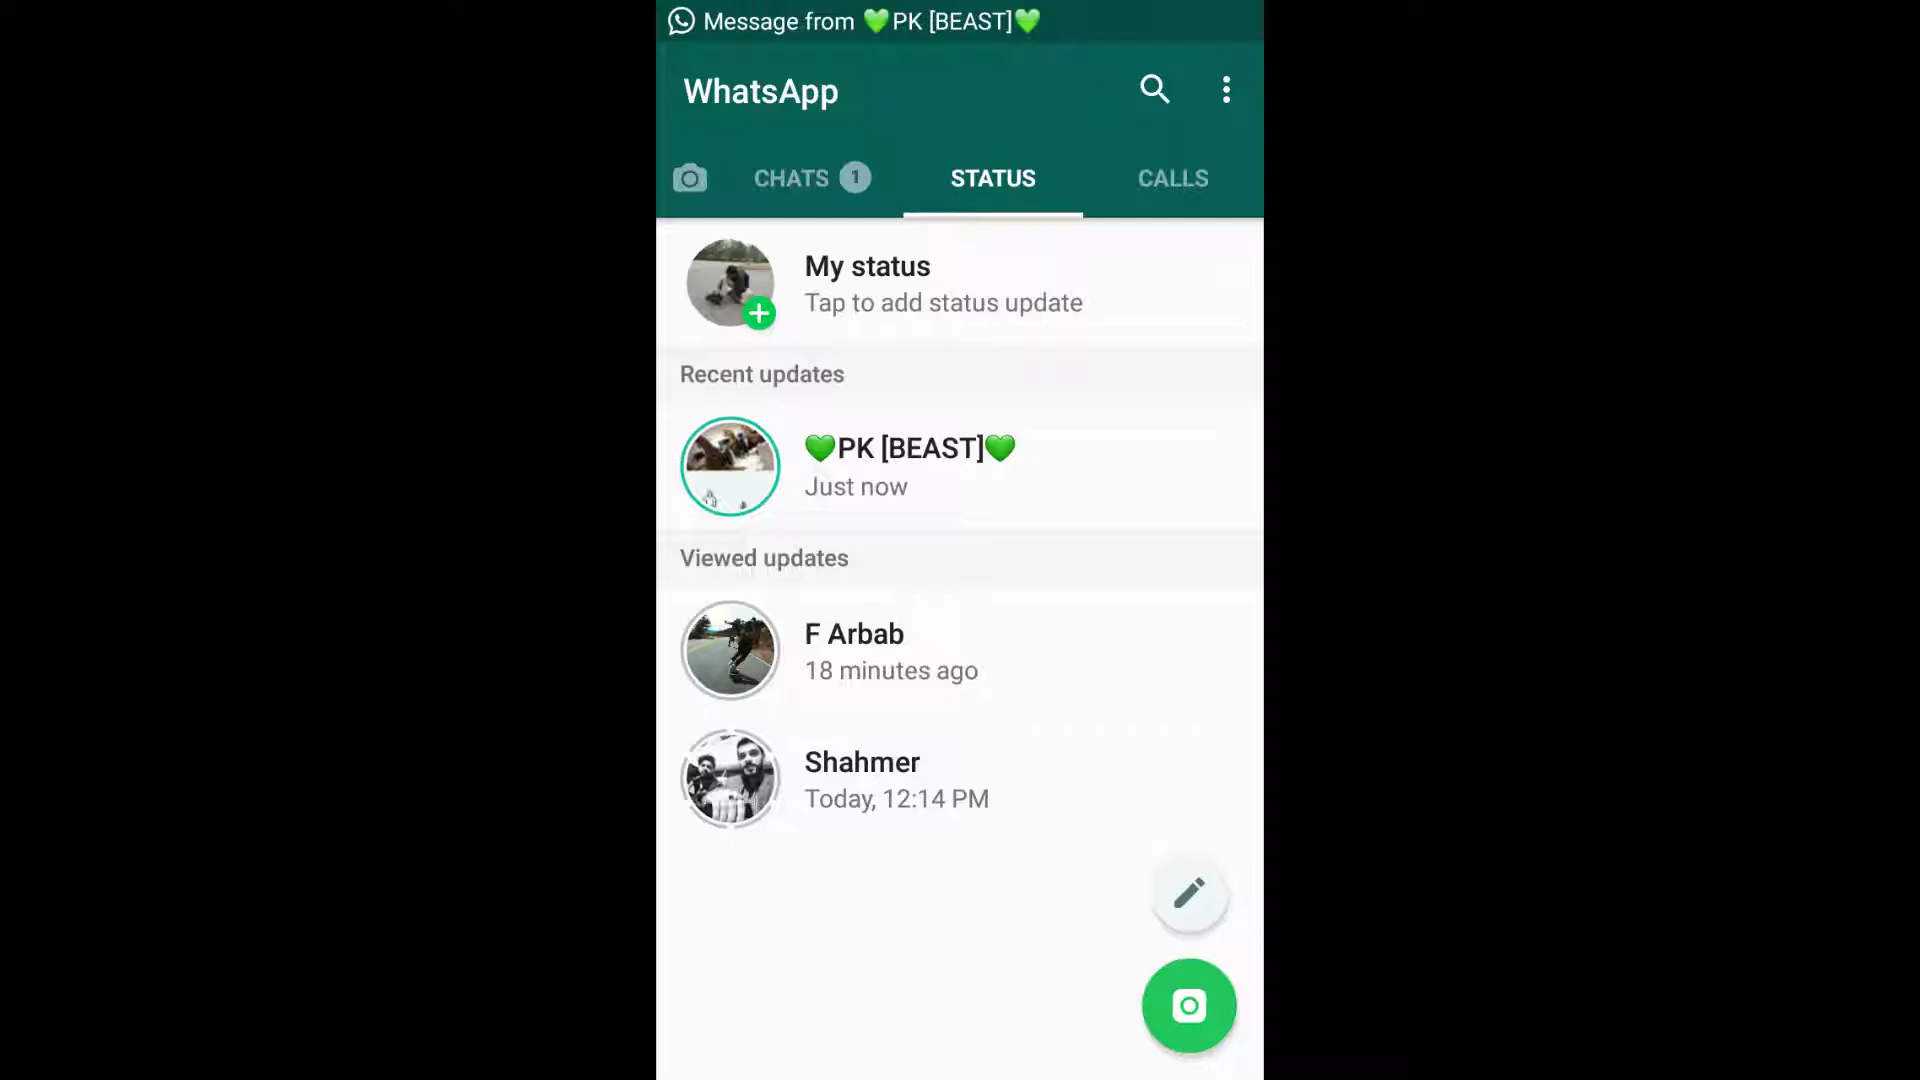 Message from 💚PK [BEAST]💚
WhatsApp
CHATS 1 STATUS CALLS
My status
Tap to add status update
Recent updates
💚PK [BEAST]💚
Just now
Viewed updates
F Arbab
18 minutes ago
Shahmer
Today, 12:14 PM